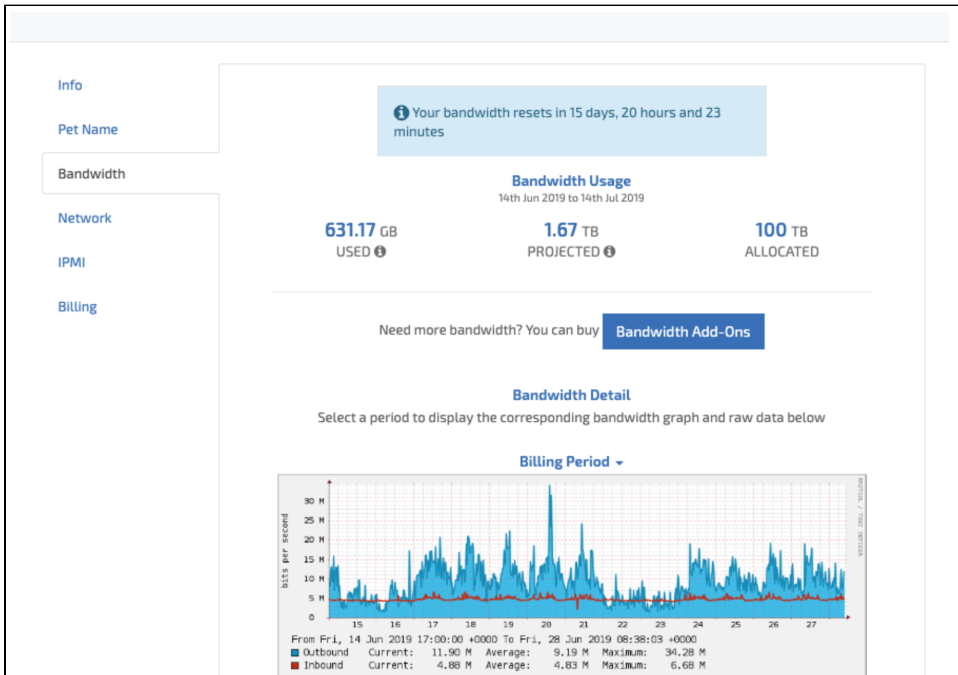 Info
Pet Name
Bandwidth
Network
IPMI
Billing
Your bandwidth resets in 15 days, 20 hours and 23
minutes
Bandwidth Usage
14th Jun 2019 to 14th Jul 2019
631.17 GB
USED
1.67 TB
PROJECTED
100 TB
ALLOCATED
Need more bandwidth? You can buy Bandwidth Add-Ons
Bandwidth Detail
Select a period to display the corresponding bandwidth graph and raw data below
Billing Period
bits per second
30 M
25 M
20 M
15 M
10 M
5 M
0
15 16 17 18 19 20 21 22 23 24 25 26 27
RRDTOOL / TOBI OETIKER
From Fri, 14 Jun 2019 17:00:00 +0000 To Fri, 28 Jun 2019 08:38:03 +0000
Outbound Current: 11.90 M Average: 9.19 M Maximum: 34.28 M
Inbound Current: 4.88 M Average: 4.83 M Maximum: 6.68 M